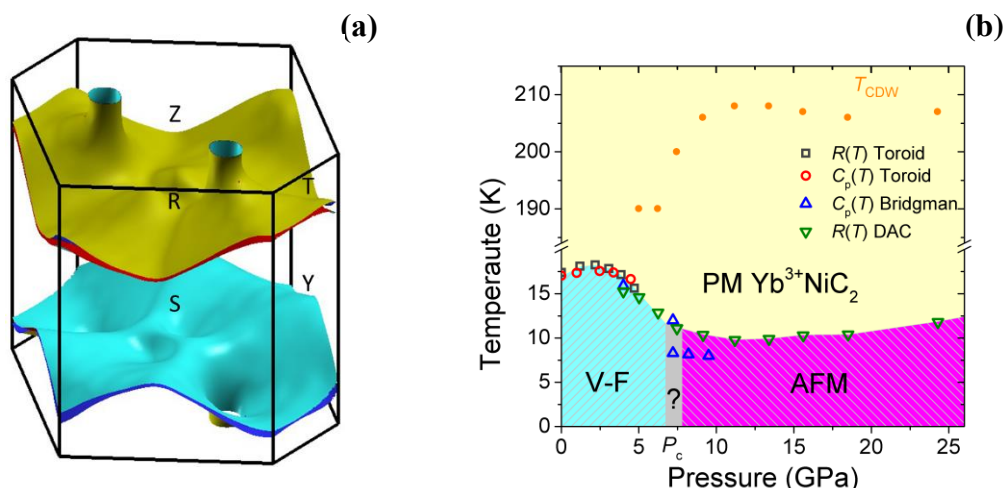 (a)
Z
T
R
Y
S
(b)
Temperaute (K)
210
200
190
15
10
5
0
T_CDW
R(T) Toroid
C_p(T) Toroid
C_p(T) Bridgman
R(T) DAC
PM Yb³⁺NiC₂
V-F
?
AFM
0
5
P_c
10
15
20
25
Pressure (GPa)